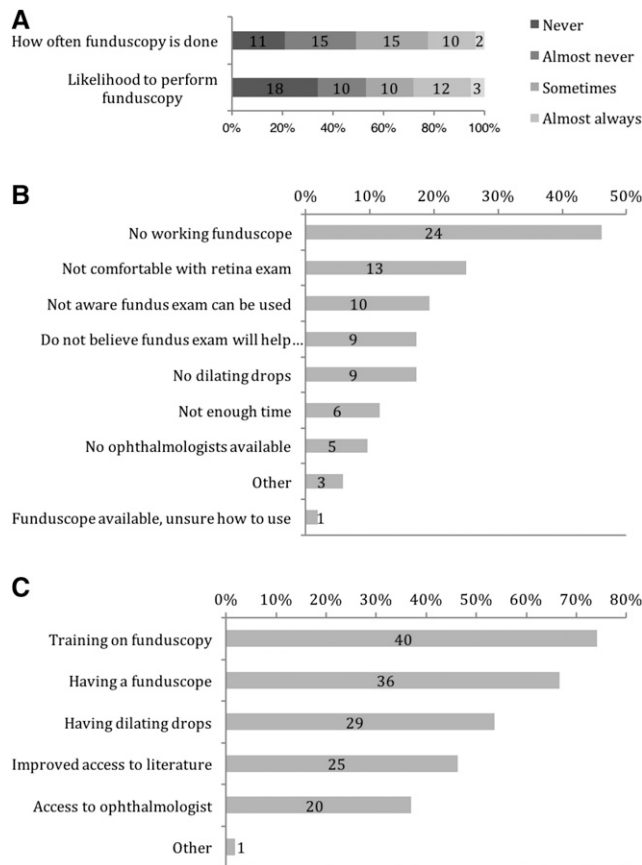 A
How often funduscopy is done
11 15 15 10 2
Likelihood to perform
funduscopy
18 10 10 12 3
0% 20% 40% 60% 80% 100%
Never
Almost never
Sometimes
Almost always
B
0% 10% 20% 30% 40% 50%
No working funduscope 24
Not comfortable with retina exam 13
Not aware fundus exam can be used 10
Do not believe fundus exam will help... 9
No dilating drops 9
Not enough time 6
No ophthalmologists available 5
Other 3
Funduscope available, unsure how to use 1
C
0% 10% 20% 30% 40% 50% 60% 70% 80%
Training on funduscopy 40
Having a funduscope 36
Having dilating drops 29
Improved access to literature 25
Access to ophthalmologist 20
Other 1